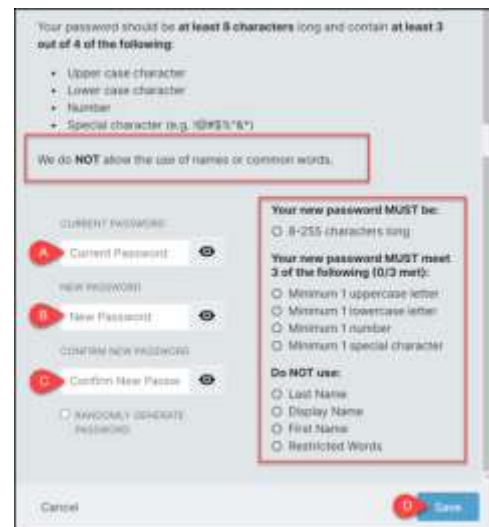 Your password should be at least 8 characters long and contain at least 3
out of 4 of the following:
• Upper case character
• Lower case character
• Number
• Special character (e.g. !@#$%^&*)
We do NOT allow the use of names or common words.
CURRENT PASSWORD
A Current Password
NEW PASSWORD
B New Password
CONFIRM NEW PASSWORD
C Confirm New Passw
RANDOMLY GENERATE
PASSWORD
Your new password MUST be:
8-255 characters long
Your new password MUST meet
3 of the following (0/3 met):
Minimum 1 uppercase letter
Minimum 1 lowercase letter
Minimum 1 number
Minimum 1 special character
Do NOT use:
Last Name
Display Name
First Name
Restricted Words
Cancel
D Save